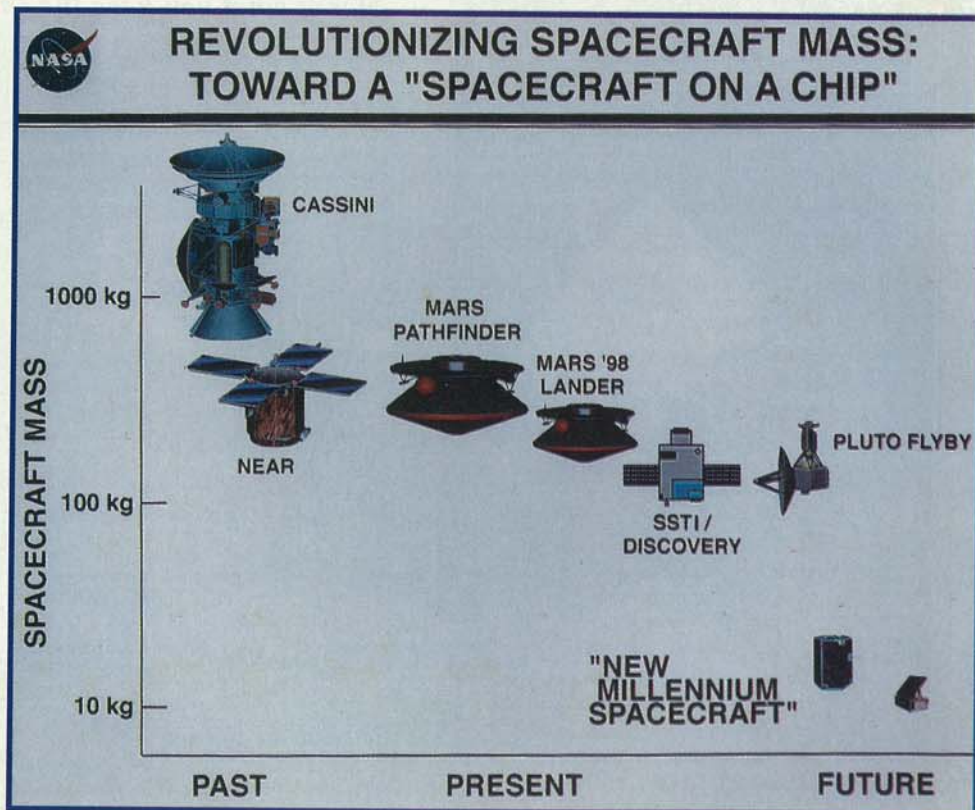 NASA
REVOLUTIONIZING SPACECRAFT MASS:
TOWARD A "SPACECRAFT ON A CHIP"
SPACECRAFT MASS
1000 kg
100 kg
10 kg
CASSINI
NEAR
MARS
PATHFINDER
MARS '98
LANDER
SSTI /
DISCOVERY
PLUTO FLYBY
"NEW
MILLENNIUM
SPACECRAFT"
PAST
PRESENT
FUTURE